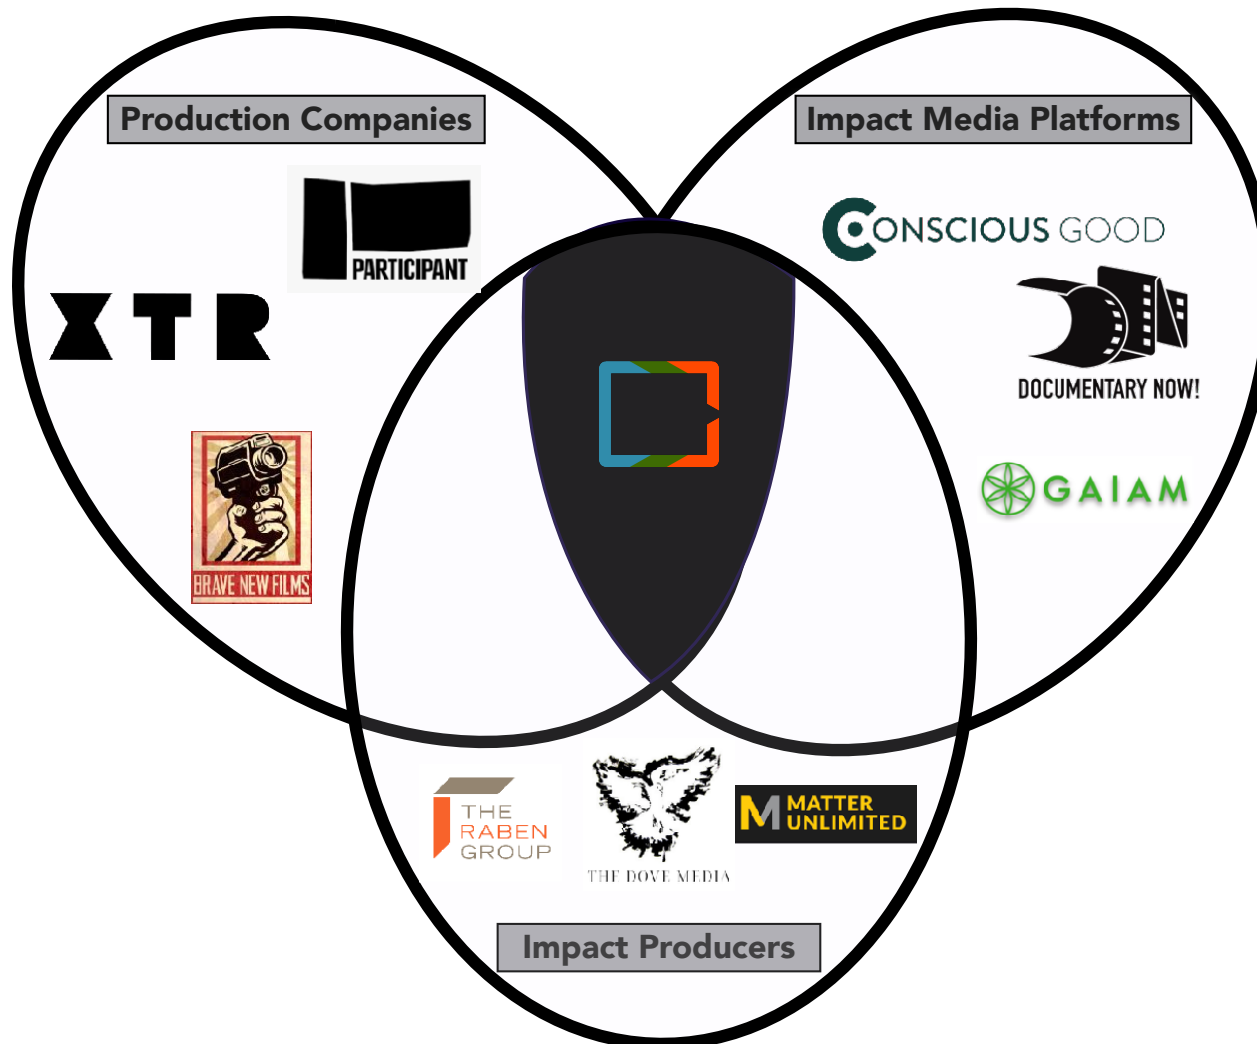 Production Companies
Impact Media Platforms
PARTICIPANT
CONSCIOUS GOOD
XTR
DOCUMENTARY NOW!
GAIAM
BRAVE NEW FILMS
THE
RABEN
GROUP
THE DOVE MEDIA
M MATTER
UNLIMITED
Impact Producers